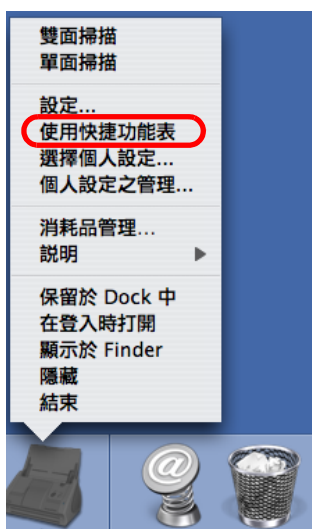 雙面掃描
單面掃描
設定...
使用快捷功能表
選擇個人設定...
個人設定之管理...
消耗品管理...
説明
保留於 Dock 中
在登入時打開
顯示於 Finder
隱藏
結束
@